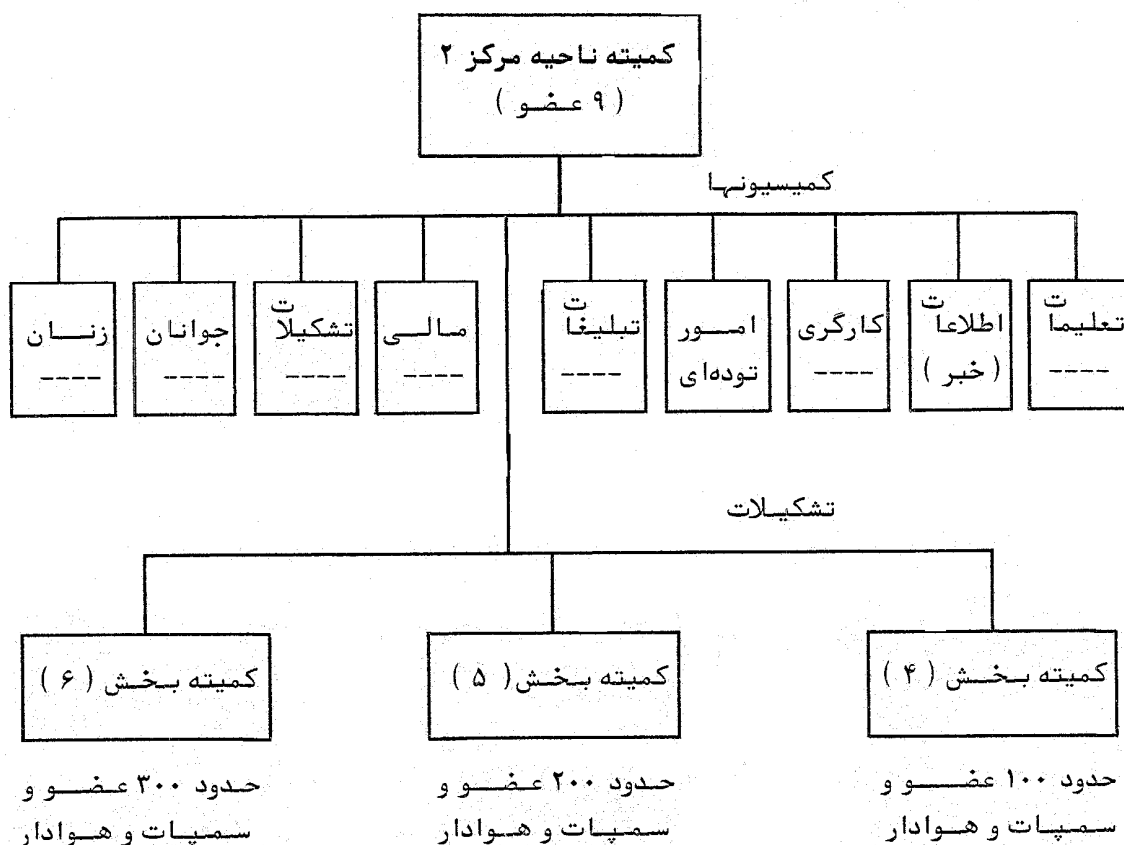 کمیته ناحیه مرکز ۲
( ۹ عضو )
کمیسیونها
تعلیمات
----
اطلاعات
( خبر )
کارگری
----
امور
توده‌ای
تبلیغات
----
مالی
----
تشکیلات
----
جوانان
----
زنان
----
تشکیلات
کمیته بخش ( ۴ )
حدود ۱۰۰ عضو و
سمپات و هوادار
کمیته بخش ( ۵ )
حدود ۲۰۰ عضو و
سمپات و هوادار
کمیته بخش ( ۶ )
حدود ۳۰۰ عضو و
سمپات و هوادار